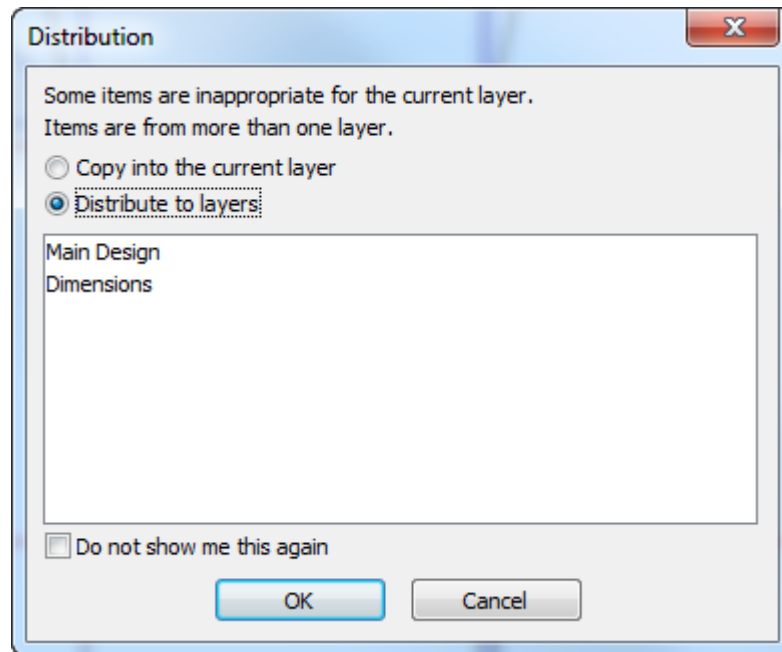 Distribution
Some items are inappropriate for the current layer.
Items are from more than one layer.
Copy into the current layer
Distribute to layers
Main Design
Dimensions
Do not show me this again
OK
Cancel